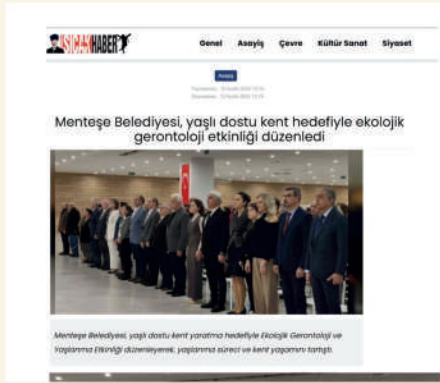 SICAKHABER
Genel Asayiş Çevre Kültür Sanat Siyaset
Asayiş
Menteşe Belediyesi, yaşlı dostu kent hedefiyle ekolojik
gerontoloji etkinliği düzenledi
Menteşe Belediyesi, yaşlı dostu kent yaratma hedefiyle Ekolojik Gerontoloji ve
Yaşlanma Etkinliği düzenleyerek, yaşlanma süreci ve kent yaşamını tartıştı.